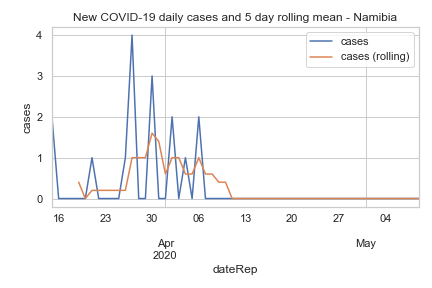 New COVID-19 daily cases and 5 day rolling mean - Namibia
cases
cases (rolling)
cases
4
3
2
1
0
16 23 30 06 13 20 27 04
Apr May
2020
dateRep